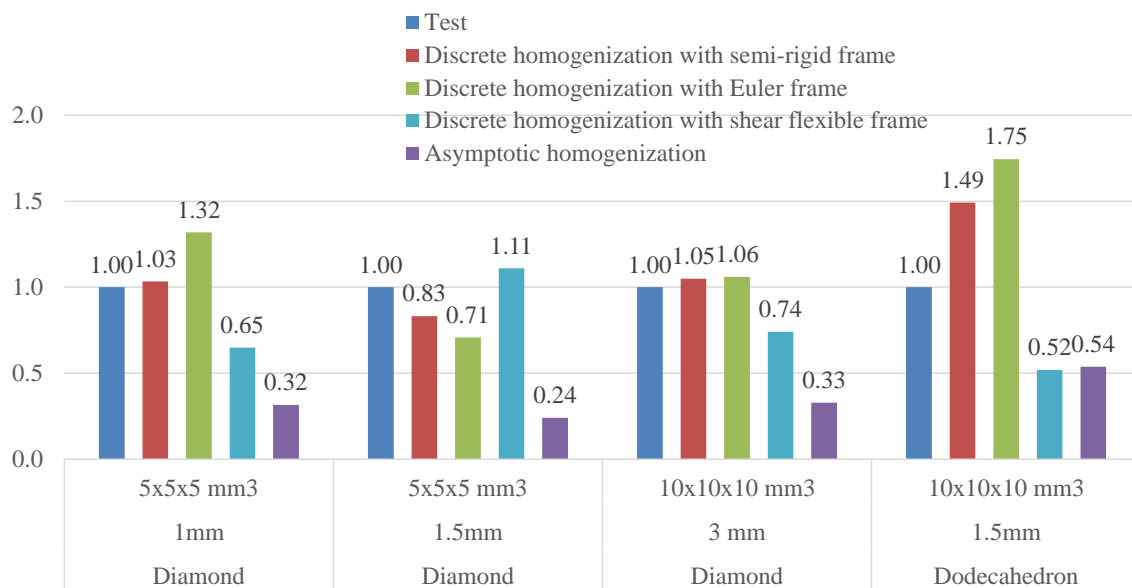 Test
Discrete homogenization with semi-rigid frame
Discrete homogenization with Euler frame
Discrete homogenization with shear flexible frame
Asymptotic homogenization
2.0
1.5
1.0
0.5
0.0
1.00 1.03 1.32 0.65 0.32
1.00 0.83 0.71 1.11 0.24
1.00 1.05 1.06 0.74 0.33
1.00 1.49 1.75 0.52 0.54
5x5x5 mm3 5x5x5 mm3 10x10x10 mm3 10x10x10 mm3
1mm 1.5mm 3 mm 1.5mm
Diamond Diamond Diamond Dodecahedron